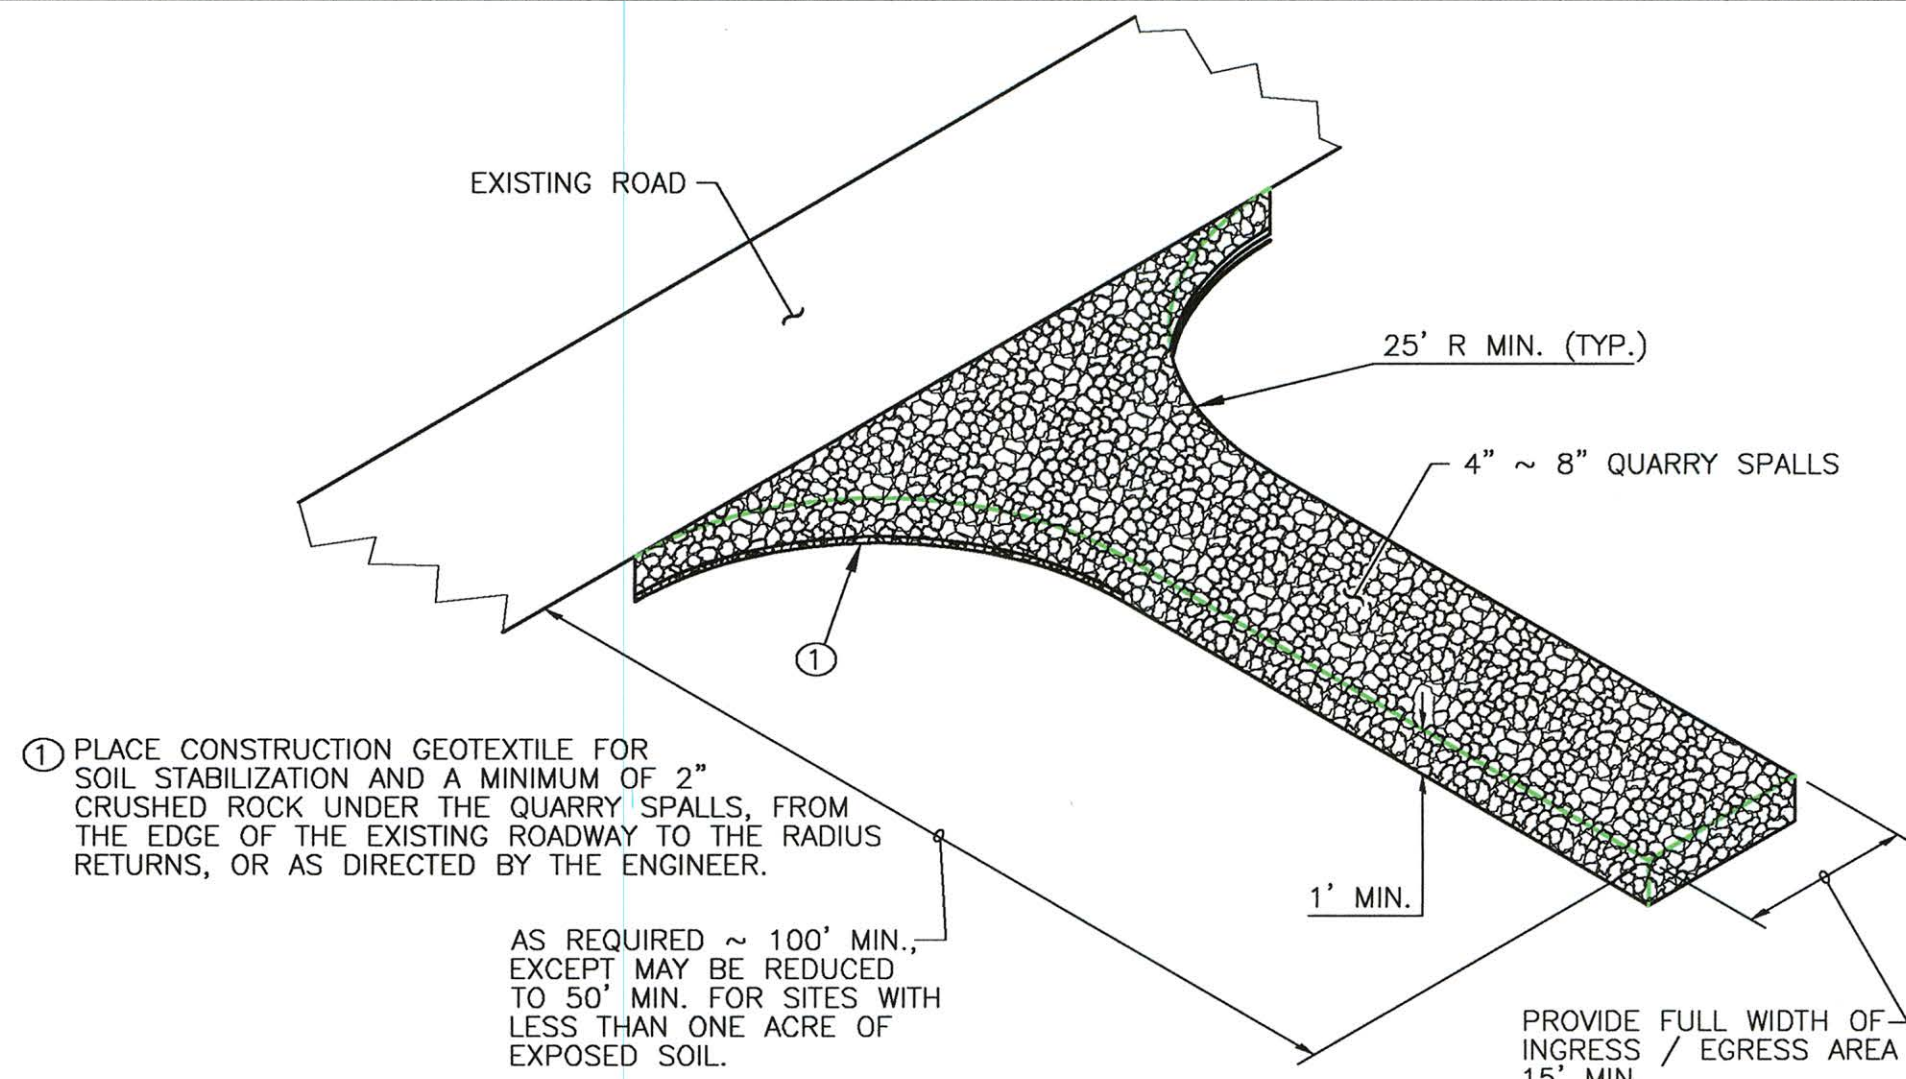 EXISTING ROAD
25' R MIN. (TYP.)
4" ~ 8" QUARRY SPALLS
1
1 PLACE CONSTRUCTION GEOTEXTILE FOR
SOIL STABILIZATION AND A MINIMUM OF 2"
CRUSHED ROCK UNDER THE QUARRY SPALLS, FROM
THE EDGE OF THE EXISTING ROADWAY TO THE RADIUS
RETURNS, OR AS DIRECTED BY THE ENGINEER.
1' MIN.
AS REQUIRED ~ 100' MIN.,
EXCEPT MAY BE REDUCED
TO 50' MIN. FOR SITES WITH
LESS THAN ONE ACRE OF
EXPOSED SOIL.
PROVIDE FULL WIDTH OF
INGRESS / EGRESS AREA
15' MIN.